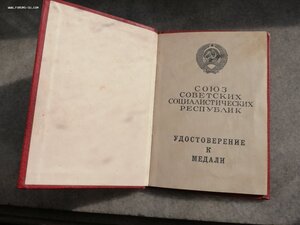 СОЮЗ
СОВЕТСКИХ
СОЦИАЛИСТИЧЕСКИХ
РЕСПУБЛИК
УДОСТОВЕРЕНИЕ
К
МЕДАЛИ